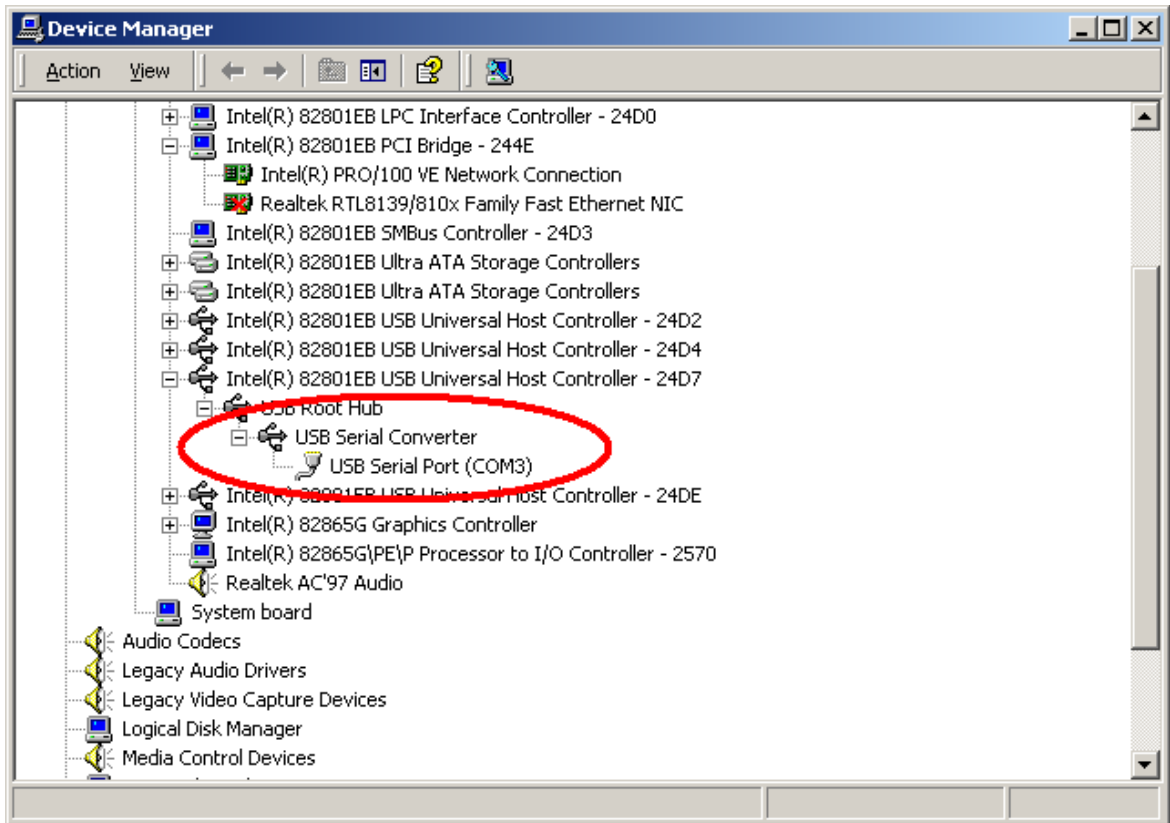 Device Manager
Action View
Intel(R) 82801EB LPC Interface Controller - 24D0
Intel(R) 82801EB PCI Bridge - 244E
Intel(R) PRO/100 VE Network Connection
Realtek RTL8139/810x Family Fast Ethernet NIC
Intel(R) 82801EB SMBus Controller - 24D3
Intel(R) 82801EB Ultra ATA Storage Controllers
Intel(R) 82801EB Ultra ATA Storage Controllers
Intel(R) 82801EB USB Universal Host Controller - 24D2
Intel(R) 82801EB USB Universal Host Controller - 24D4
Intel(R) 82801EB USB Universal Host Controller - 24D7
USB Root Hub
USB Serial Converter
USB Serial Port (COM3)
Intel(R) 82801EB USB Universal Host Controller - 24DE
Intel(R) 82865G Graphics Controller
Intel(R) 82865G\PE\P Processor to I/O Controller - 2570
Realtek AC'97 Audio
System board
Audio Codecs
Legacy Audio Drivers
Legacy Video Capture Devices
Logical Disk Manager
Media Control Devices